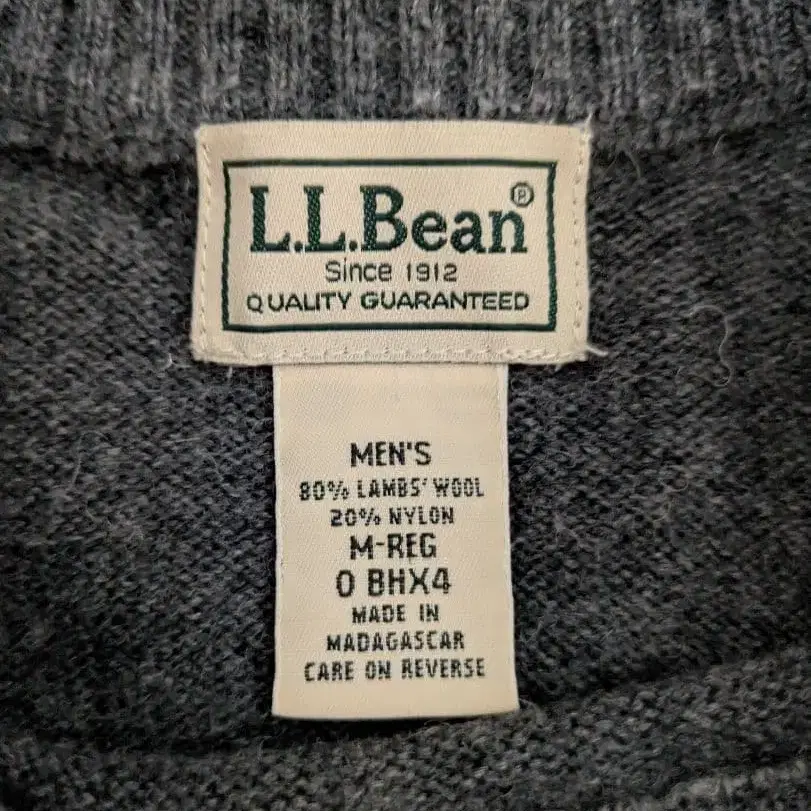 L.L.Bean®
Since 1912
QUALITY GUARANTEED
MEN'S
80% LAMBS' WOOL
20% NYLON
M-REG
0 BHX4
MADE IN
MADAGASCAR
CARE ON REVERSE